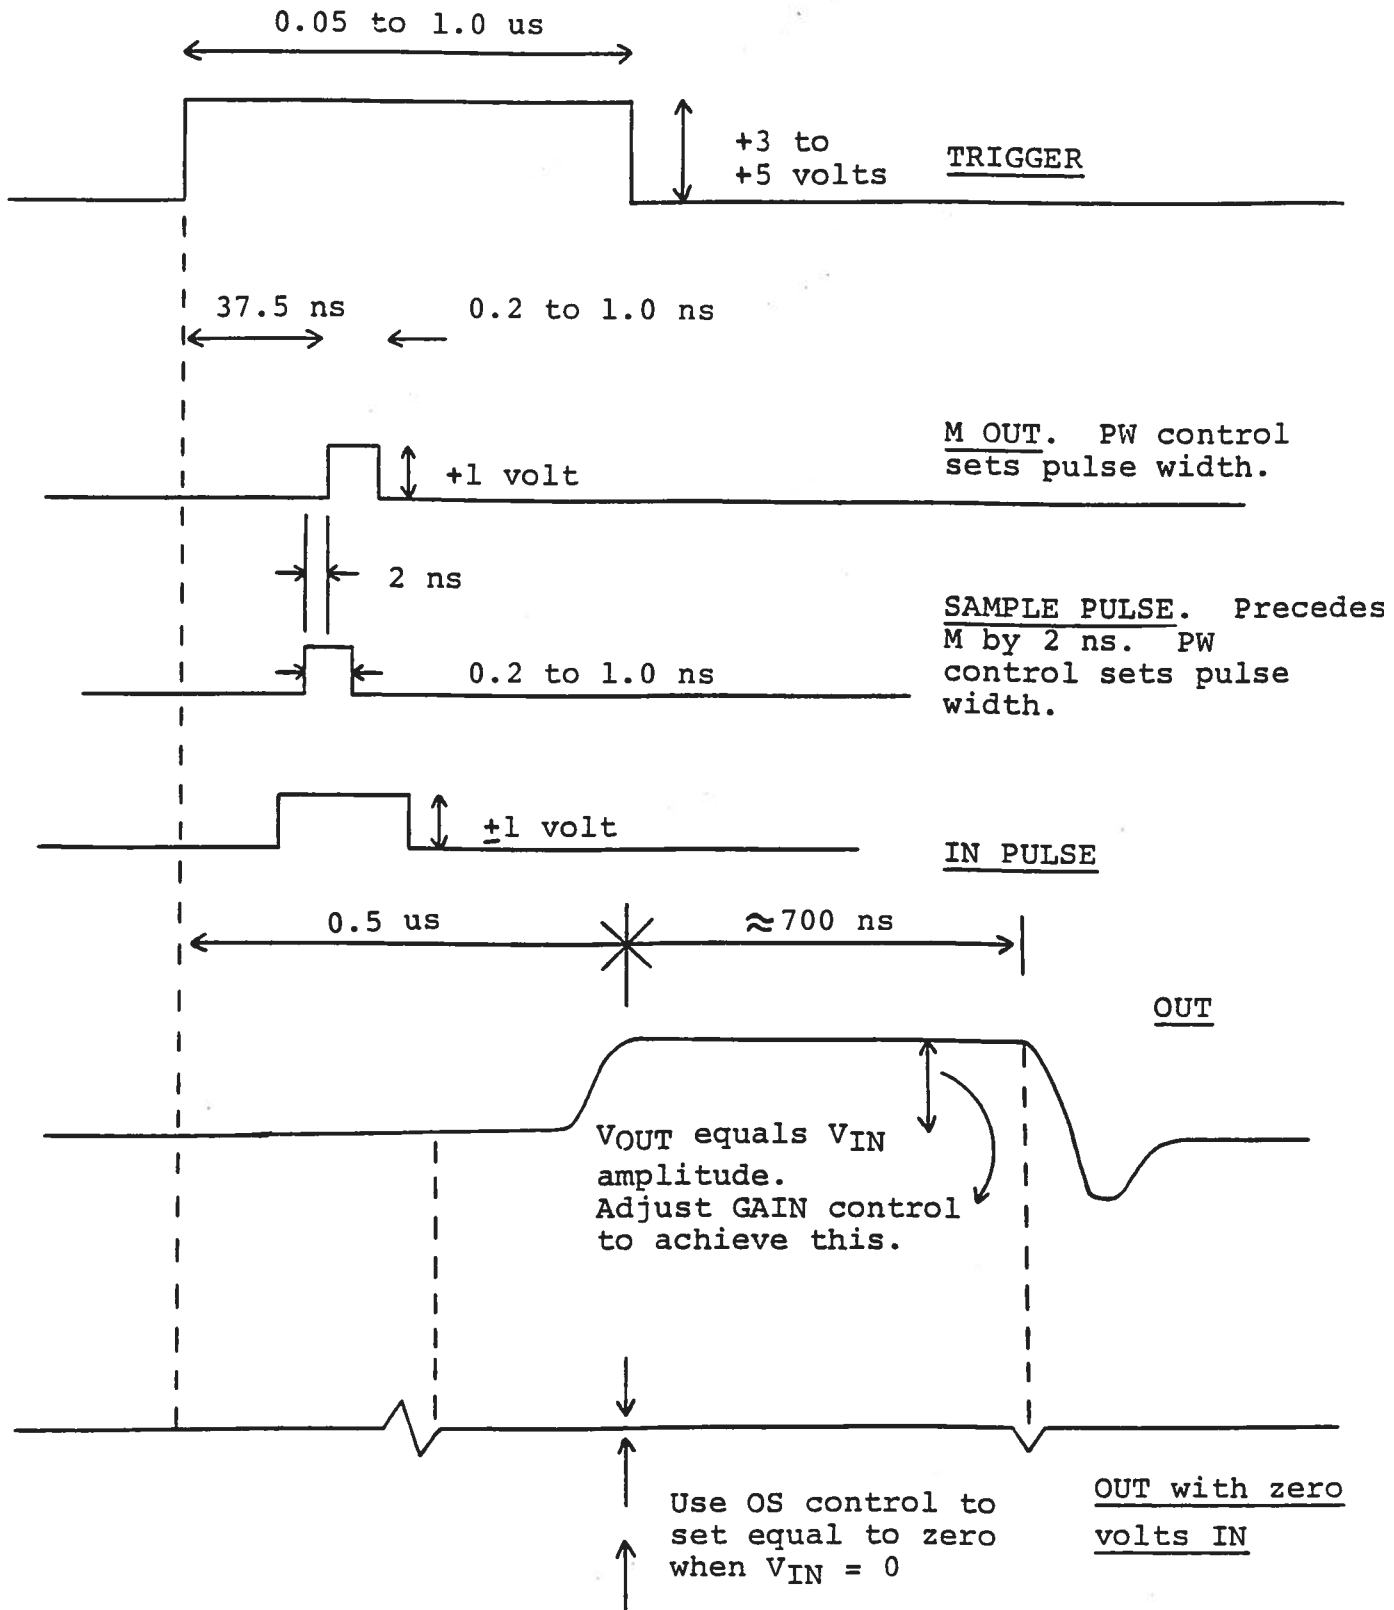 0.05 to 1.0 us
+3 to
+5 volts
TRIGGER
37.5 ns
0.2 to 1.0 ns
M OUT. PW control
sets pulse width.
+1 volt
2 ns
SAMPLE PULSE. Precedes
M by 2 ns. PW
control sets pulse
width.
0.2 to 1.0 ns
±1 volt
IN PULSE
0.5 us
≈700 ns
OUT
VOUT equals VIN
amplitude.
Adjust GAIN control
to achieve this.
Use OS control to
set equal to zero
when VIN = 0
OUT with zero
volts IN